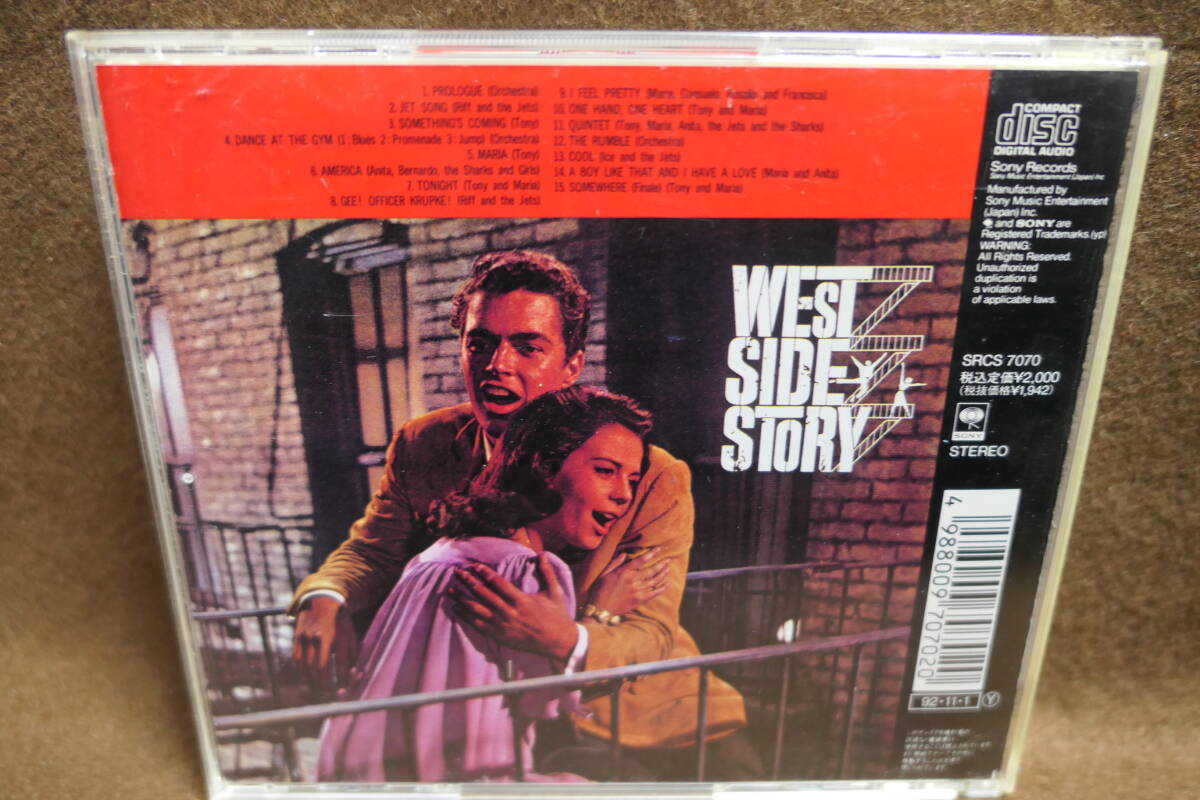 1. PROLOGUE (Orchestra)
2. JET SONG (Riff and the Jets)
3. SOMETHING'S COMING (Tony)
4. DANCE AT THE GYM (1: Blues 2: Promenade 3: Jump) (Orchestra)
5. MARIA (Tony)
6. AMERICA (Anita, Bernardo, the Sharks and Girls)
7. TONIGHT (Tony and Maria)
8. GEE! OFFICER KRUPKE! (Riff and the Jets)
9. I FEEL PRETTY (Maria, Consuelo, Rosalia and Francesca)
10. ONE HAND, ONE HEART (Tony and Maria)
11. QUINTET (Tony, Maria, Anita, the Jets and the Sharks)
12. THE RUMBLE (Orchestra)
13. COOL (Ice and the Jets)
14. A BOY LIKE THAT AND I HAVE A LOVE (Maria and Anita)
15. SOMEWHERE (Finale) (Tony and Maria)
WEST
SIDE
STORY
COMPACT
disc
DIGITAL AUDIO
Sony Records
Sony Music Entertainment (Japan) Inc.
Manufactured by
Sony Music Entertainment
(Japan) Inc.
and SONY are
Registered Trademarks.(yp)
WARNING:
All Rights Reserved.
Unauthorized
duplication is
a violation
of applicable laws.
SRCS 7070
税込定価¥2,000
(税抜価格¥1,942)
SONY
STEREO
4 988009 707020
92・11・1 Y